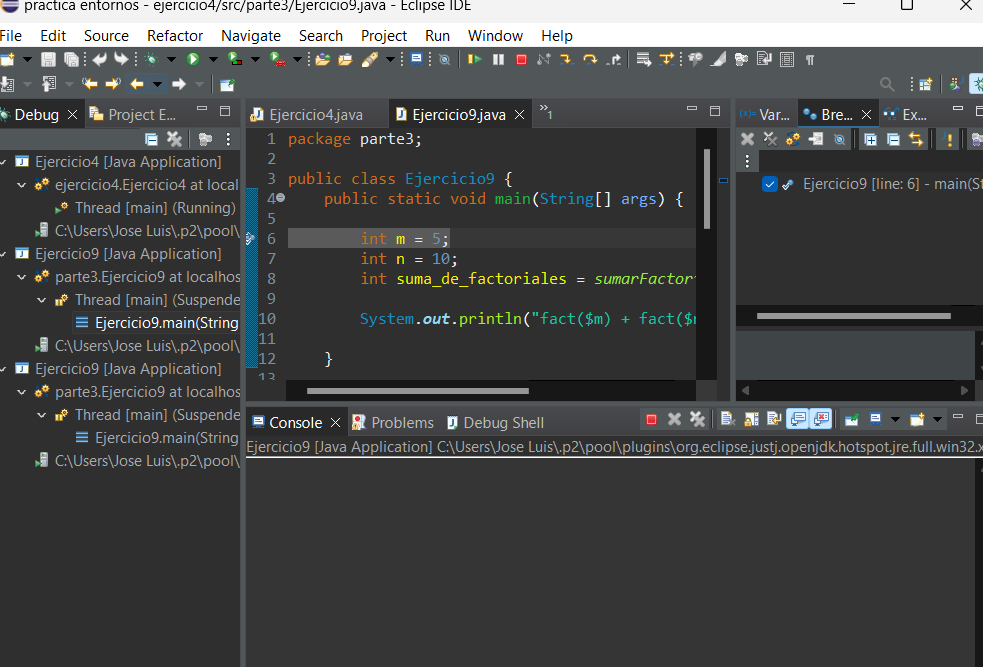 practica entornos - ejercicio4/src/parte3/Ejercicio9.java - Eclipse IDE
File Edit Source Refactor Navigate Search Project Run Window Help
Debug Project E...
Ejercicio4 [Java Application]
ejercicio4.Ejercicio4 at local
Thread [main] (Running)
C:\Users\Jose Luis\.p2\pool\
Ejercicio9 [Java Application]
parte3.Ejercicio9 at localhos
Thread [main] (Suspende
Ejercicio9.main(String
C:\Users\Jose Luis\.p2\pool\
Ejercicio9 [Java Application]
parte3.Ejercicio9 at localhos
Thread [main] (Suspende
Ejercicio9.main(String
C:\Users\Jose Luis\.p2\pool\
Ejercicio4.java Ejercicio9.java 1
1 package parte3;
2
3 public class Ejercicio9 {
4 public static void main(String[] args) {
5
6 int m = 5;
7 int n = 10;
8 int suma_de_factoriales = sumarFactor
9
10 System.out.println("fact($m) + fact($
11
12 }
13
Var... Bre... Ex...
Ejercicio9 [line: 6] - main(St
Console Problems Debug Shell
Ejercicio9 [Java Application] C:\Users\Jose Luis\.p2\pool\plugins\org.eclipse.justj.openjdk.hotspot.jre.full.win32.x